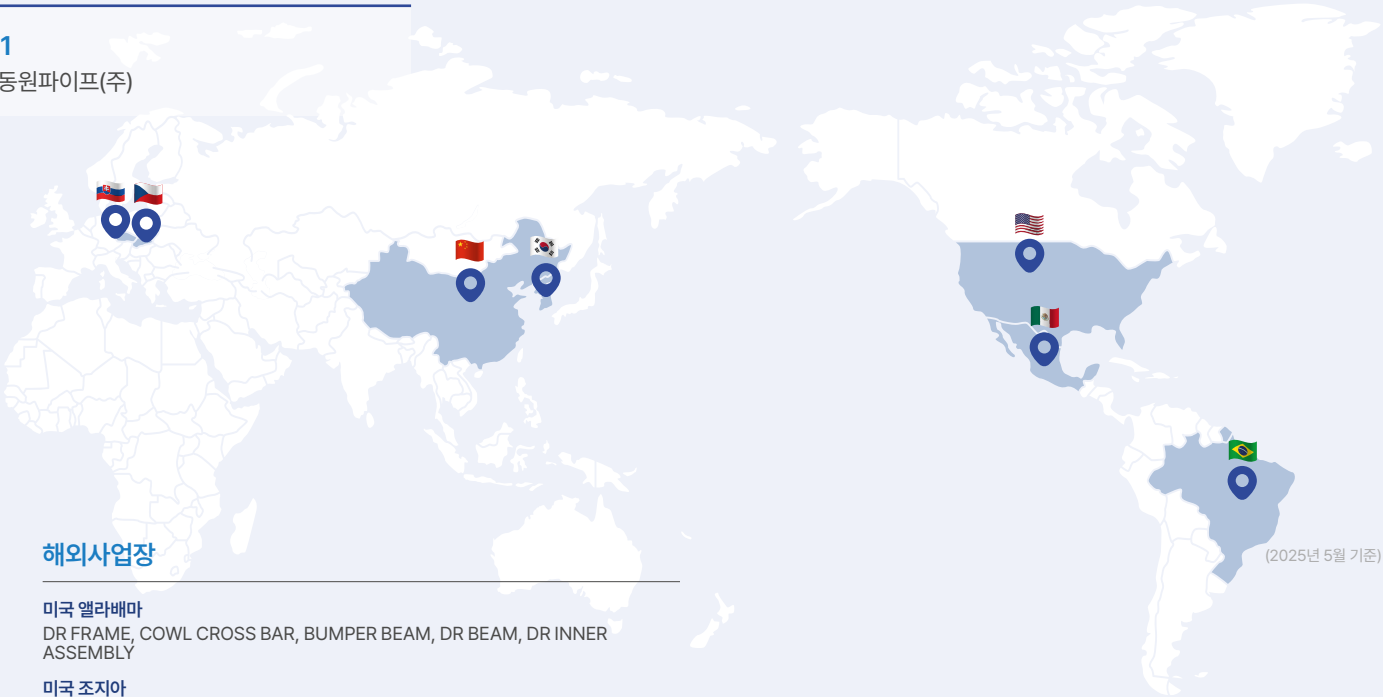 1
동원파이프(주)
(2025년 5월 기준)
해외사업장
미국 앨라배마
DR FRAME, COWL CROSS BAR, BUMPER BEAM, DR BEAM, DR INNER
ASSEMBLY
미국 조지아